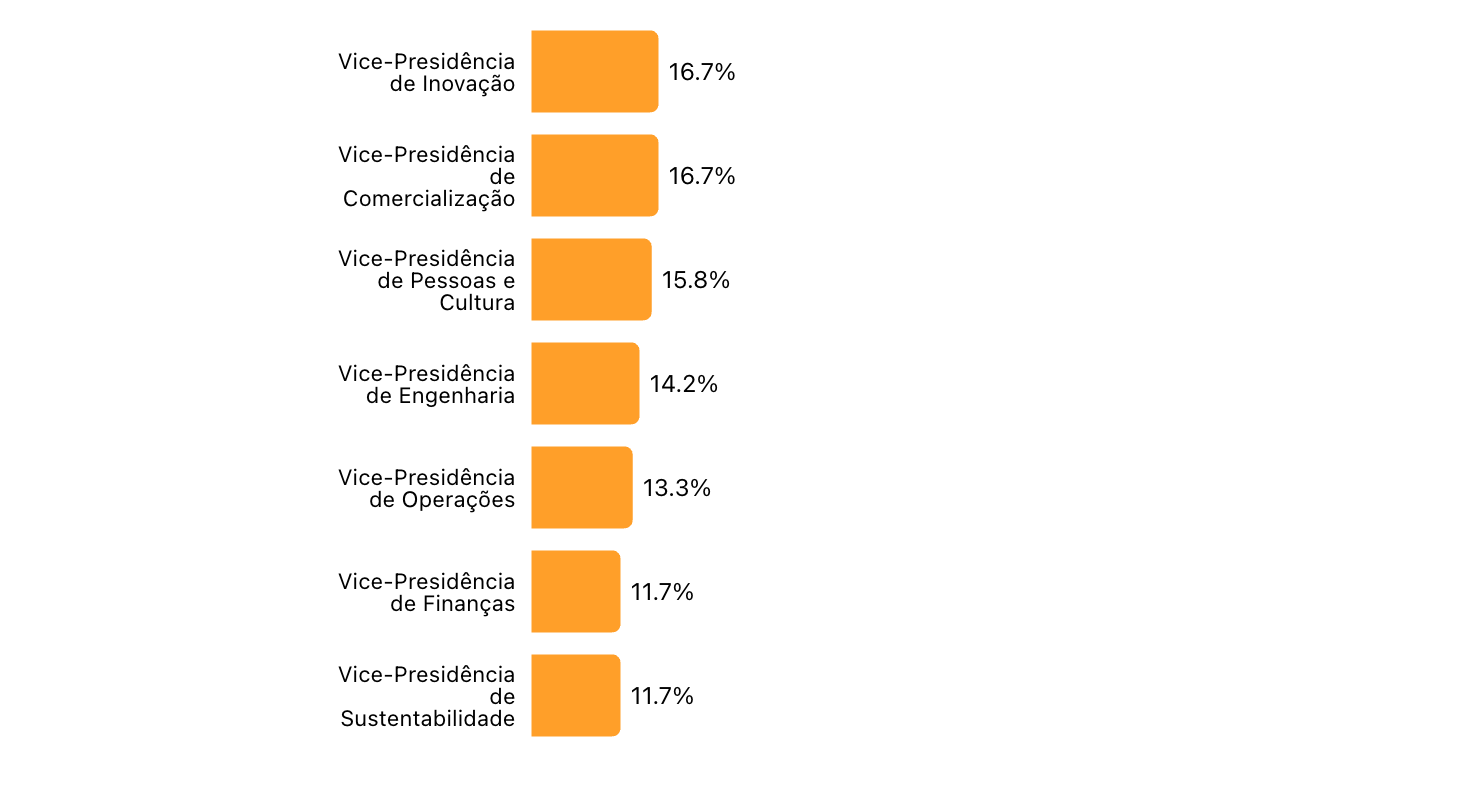 Vice-Presidência
de Inovação
16.7%
Vice-Presidência
de
Comercialização
16.7%
Vice-Presidência
de Pessoas e
Cultura
15.8%
Vice-Presidência
de Engenharia
14.2%
Vice-Presidência
de Operações
13.3%
Vice-Presidência
de Finanças
11.7%
Vice-Presidência
de
Sustentabilidade
11.7%